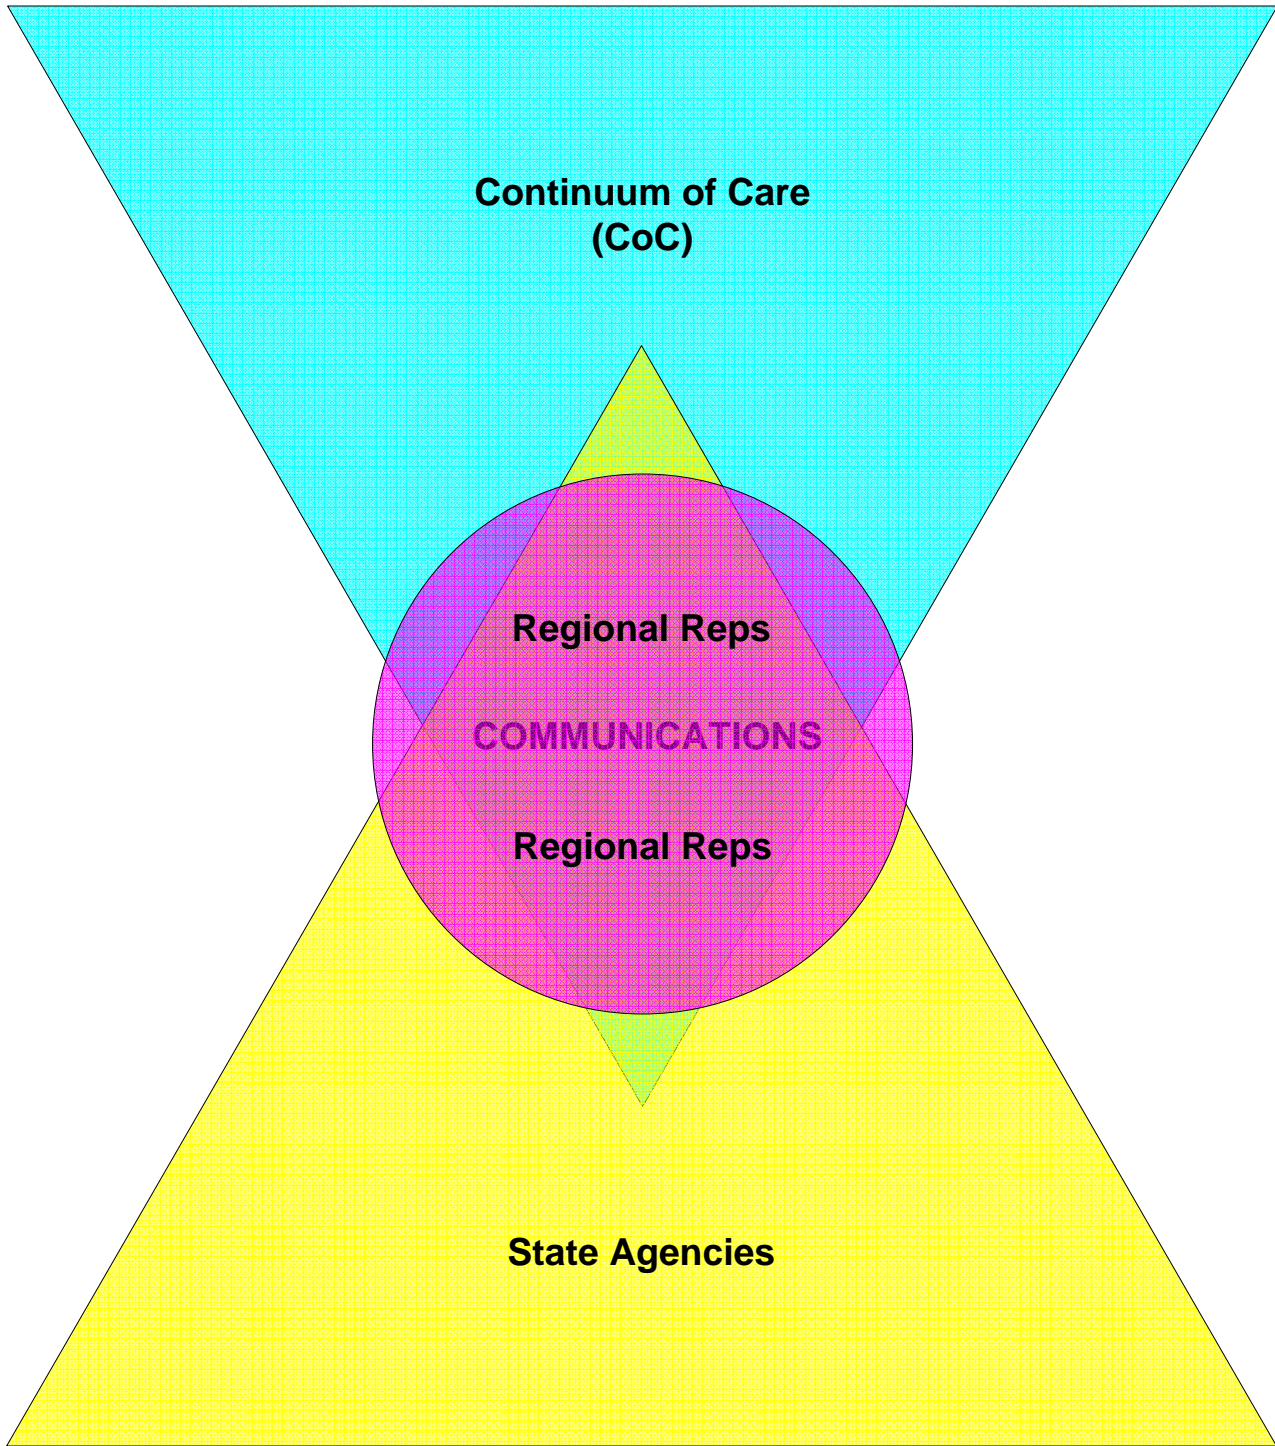 Continuum of Care
(CoC)
Regional Reps
COMMUNICATIONS
Regional Reps
State Agencies